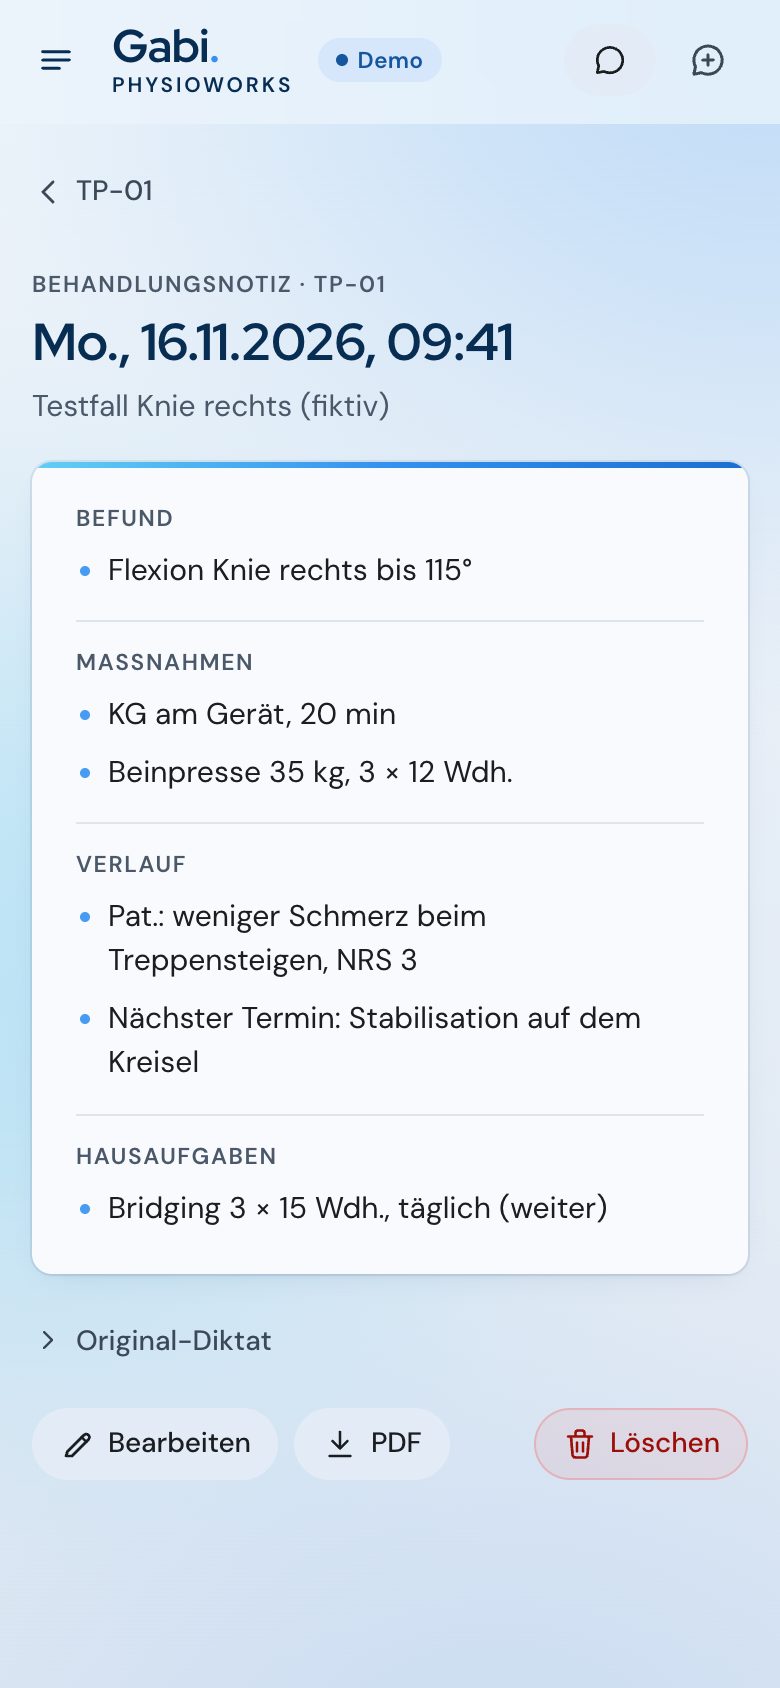 Gabi.
PHYSIOWORKS
Demo
TP-01
BEHANDLUNGSNOTIZ · TP-01
Mo., 16.11.2026, 09:41
Testfall Knie rechts (fiktiv)
BEFUND
• Flexion Knie rechts bis 115°
MASSNAHMEN
• KG am Gerät, 20 min
• Beinpresse 35 kg, 3 × 12 Wdh.
VERLAUF
• Pat.: weniger Schmerz beim
Treppensteigen, NRS 3
• Nächster Termin: Stabilisation auf dem
Kreisel
HAUSAUFGABEN
• Bridging 3 × 15 Wdh., täglich (weiter)
Original-Diktat
Bearbeiten
PDF
Löschen